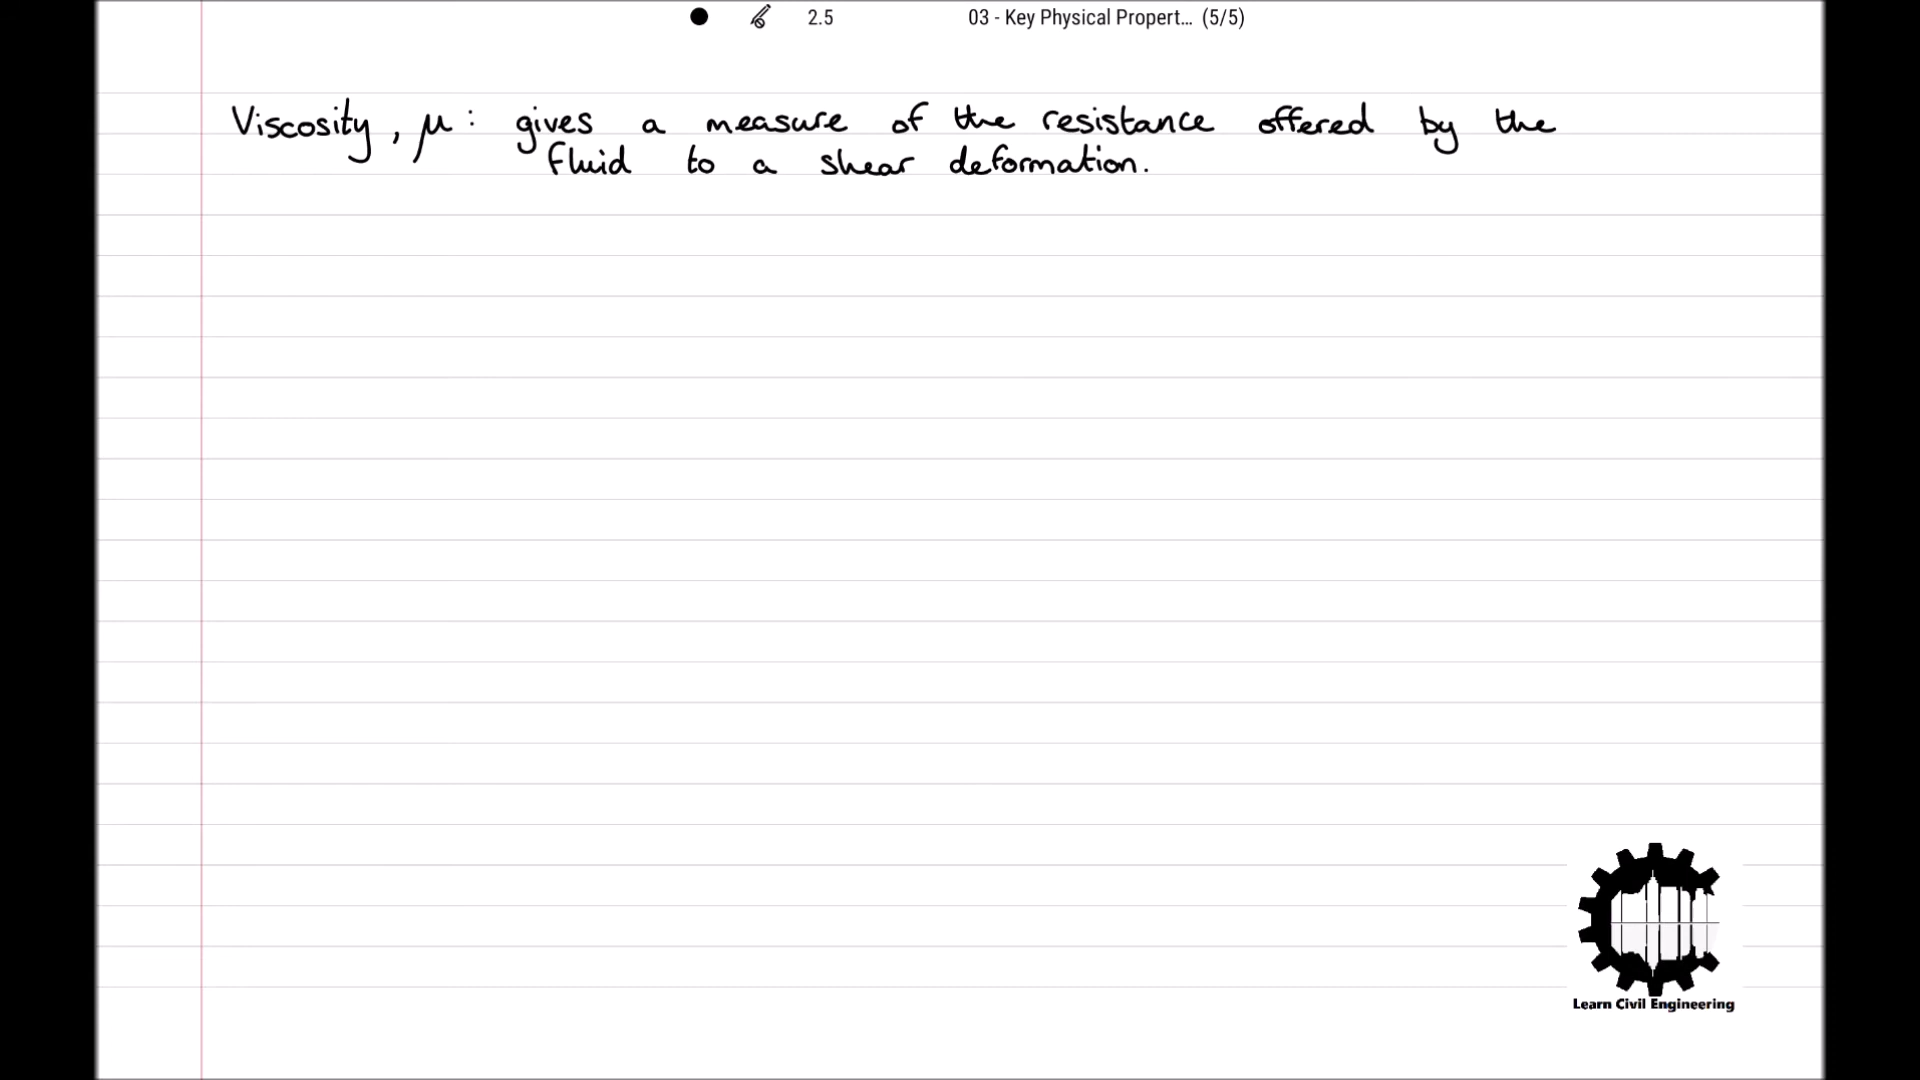 2.5 03 - Key Physical Propert... (5/5)
Viscosity, μ: gives a measure of the resistance offered by the
fluid to a shear deformation.
Learn Civil Engineering